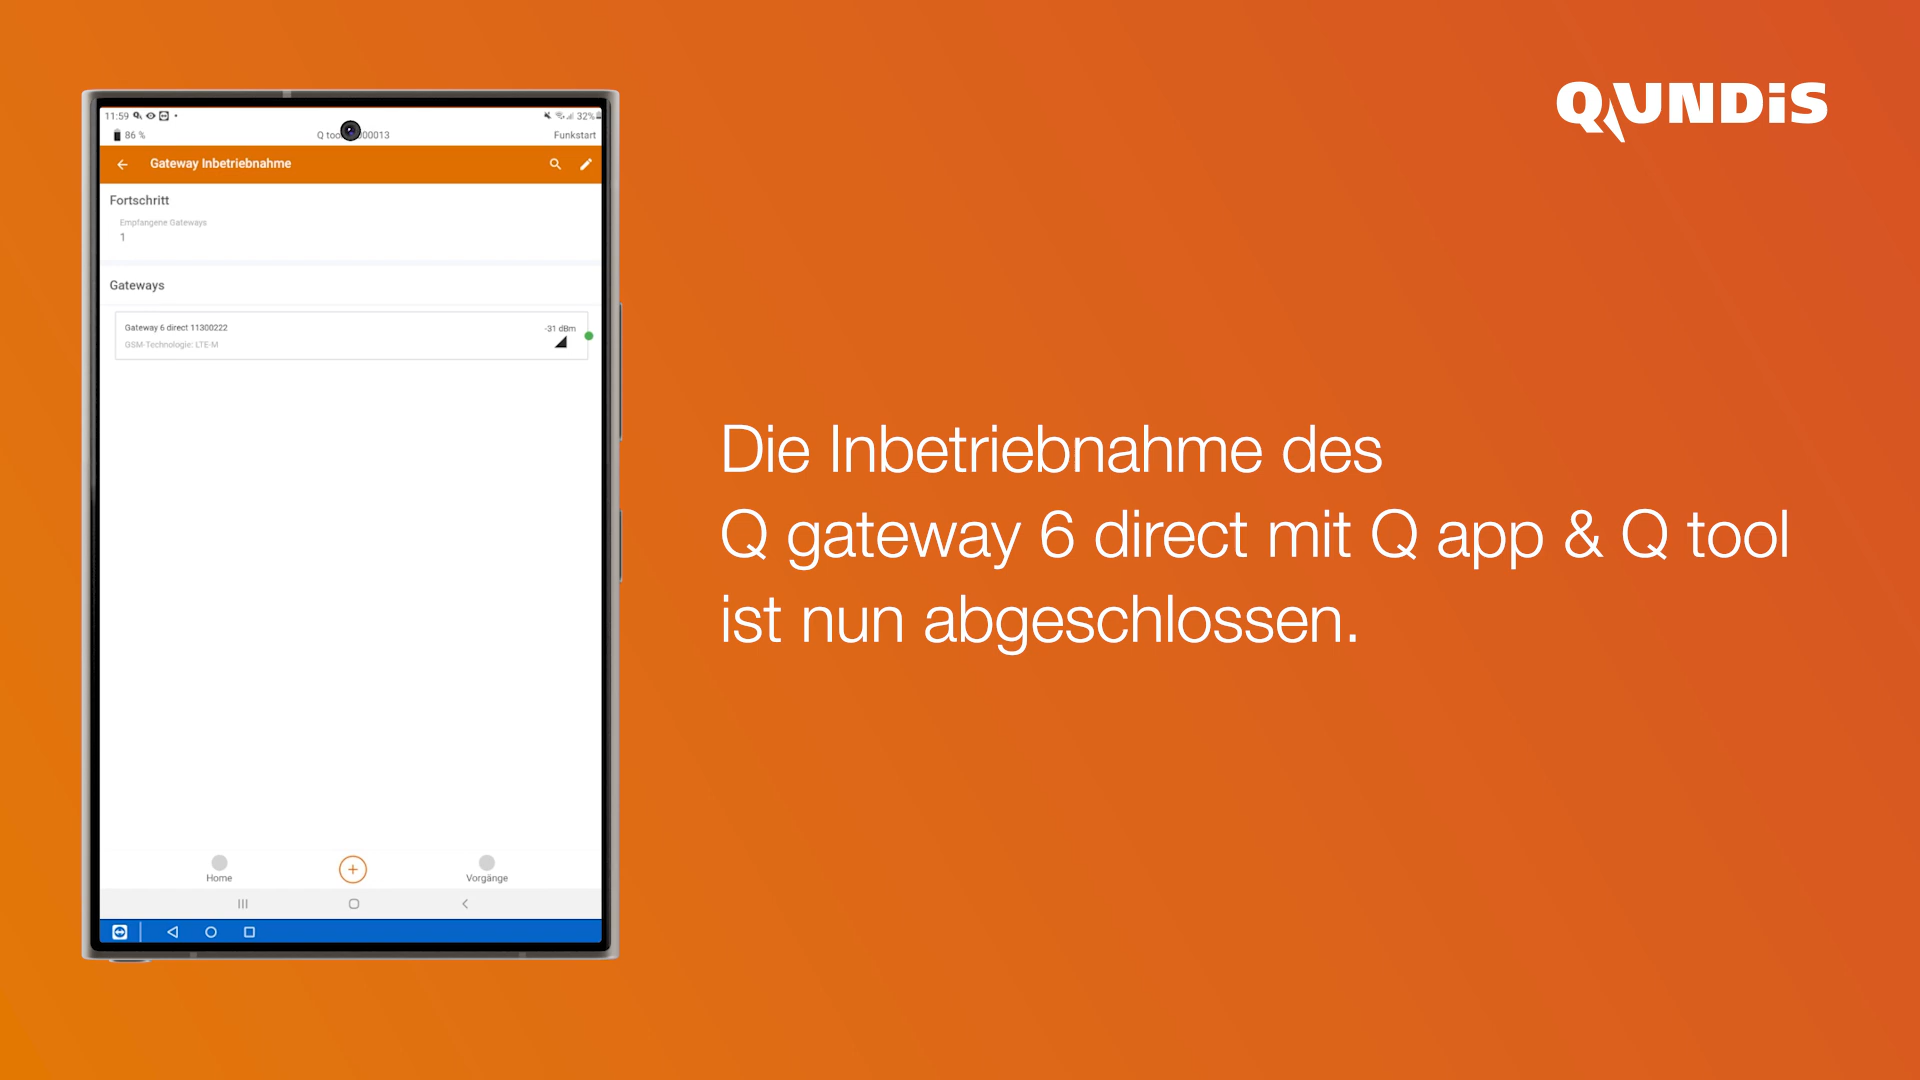 QUNDIS
11:59
32%
86 %
Funkstart
Gateway Inbetriebnahme
Fortschritt
Empfangene Gateways
1
Gateways
Gateway 6 direct 11300222
-31 dBm
GSM-Technologie: LTE-M
Home
Vorgänge
Die Inbetriebnahme des
Q gateway 6 direct mit Q app & Q tool
ist nun abgeschlossen.